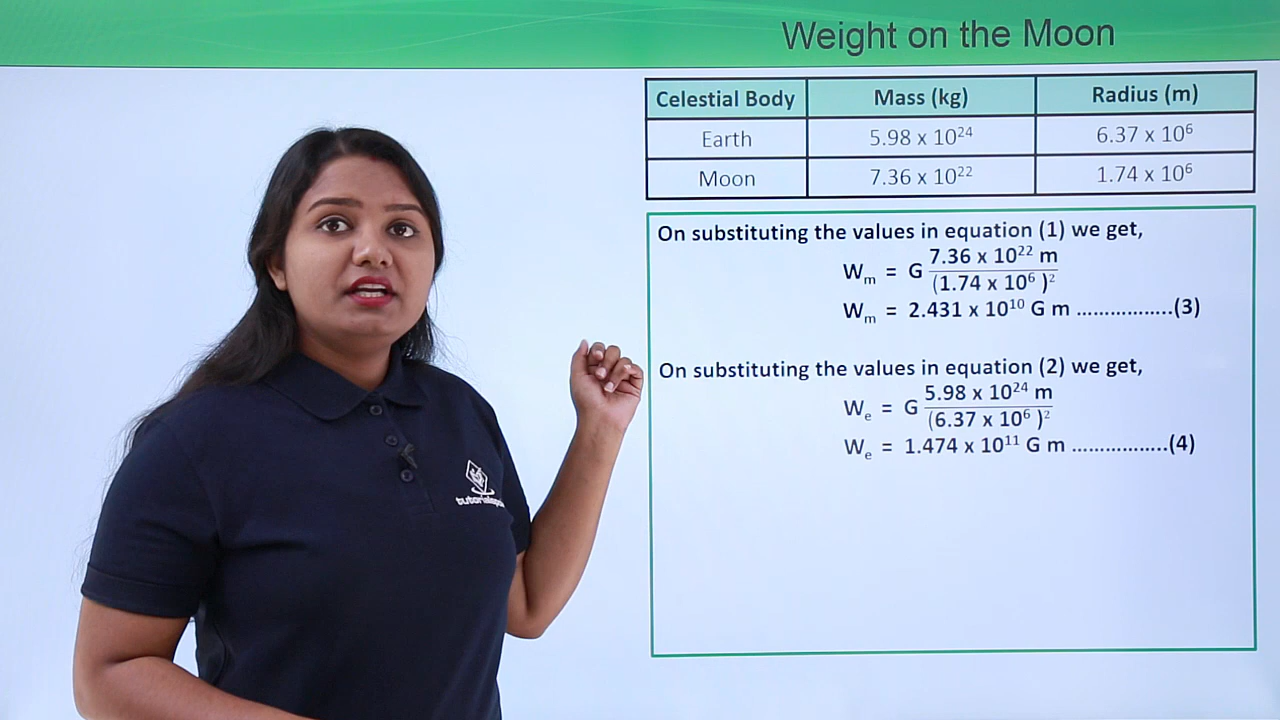 Weight on the Moon
Celestial Body Mass (kg) Radius (m)
Earth 5.98 x 10²⁴ 6.37 x 10⁶
Moon 7.36 x 10²² 1.74 x 10⁶
On substituting the values in equation (1) we get,
Wₘ = G 7.36 x 10²² m / (1.74 x 10⁶ )²
Wₘ = 2.431 x 10¹⁰ G m .................(3)
On substituting the values in equation (2) we get,
Wₑ = G 5.98 x 10²⁴ m / (6.37 x 10⁶ )²
Wₑ = 1.474 x 10¹¹ G m .................(4)